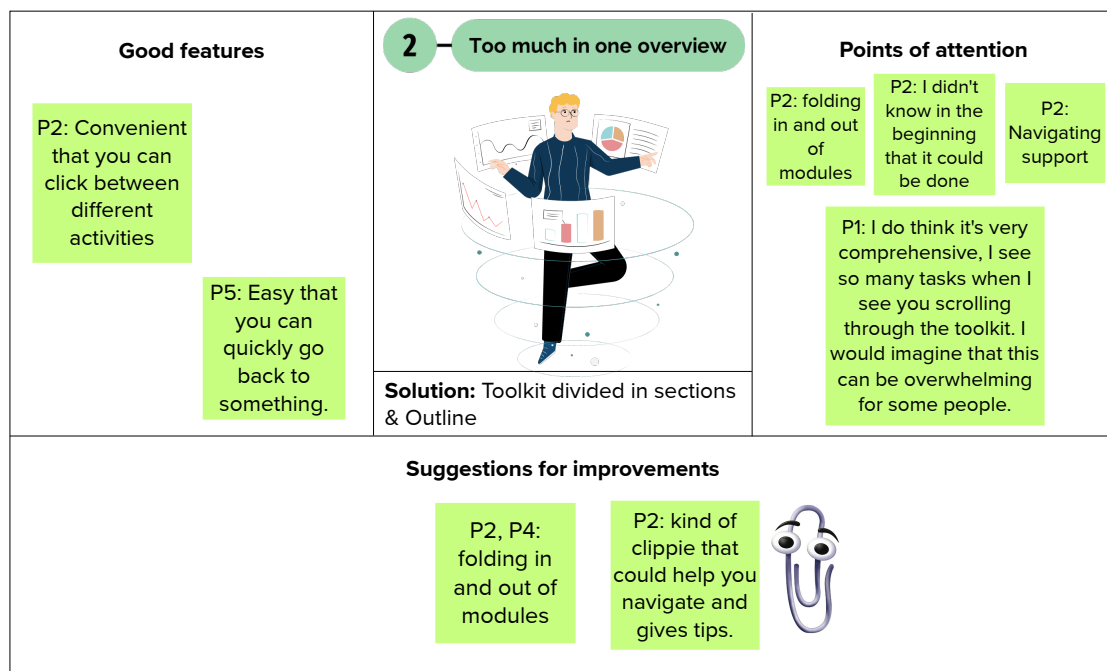 Good features
P2: Convenient
that you can
click between
different
activities
P5: Easy that
you can
quickly go
back to
something.
2
Too much in one overview
Solution: Toolkit divided in sections
& Outline
Points of attention
P2: folding
in and out
of
modules
P2: I didn't
know in the
beginning
that it could
be done
P2:
Navigating
support
P1: I do think it's very
comprehensive, I see
so many tasks when I
see you scrolling
through the toolkit. I
would imagine that this
can be overwhelming
for some people.
Suggestions for improvements
P2, P4:
folding in
and out of
modules
P2: kind of
clippie that
could help you
navigate and
gives tips.